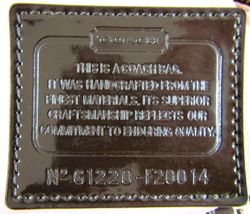 COACH
THIS IS A COACH BAG.
IT WAS HANDCRAFTED FROM THE
FINEST MATERIALS. ITS SUPERIOR
CRAFTSMANSHIP REFLECTS OUR
COMMITMENT TO ENDURING QUALITY.
Nº G1220-F20014